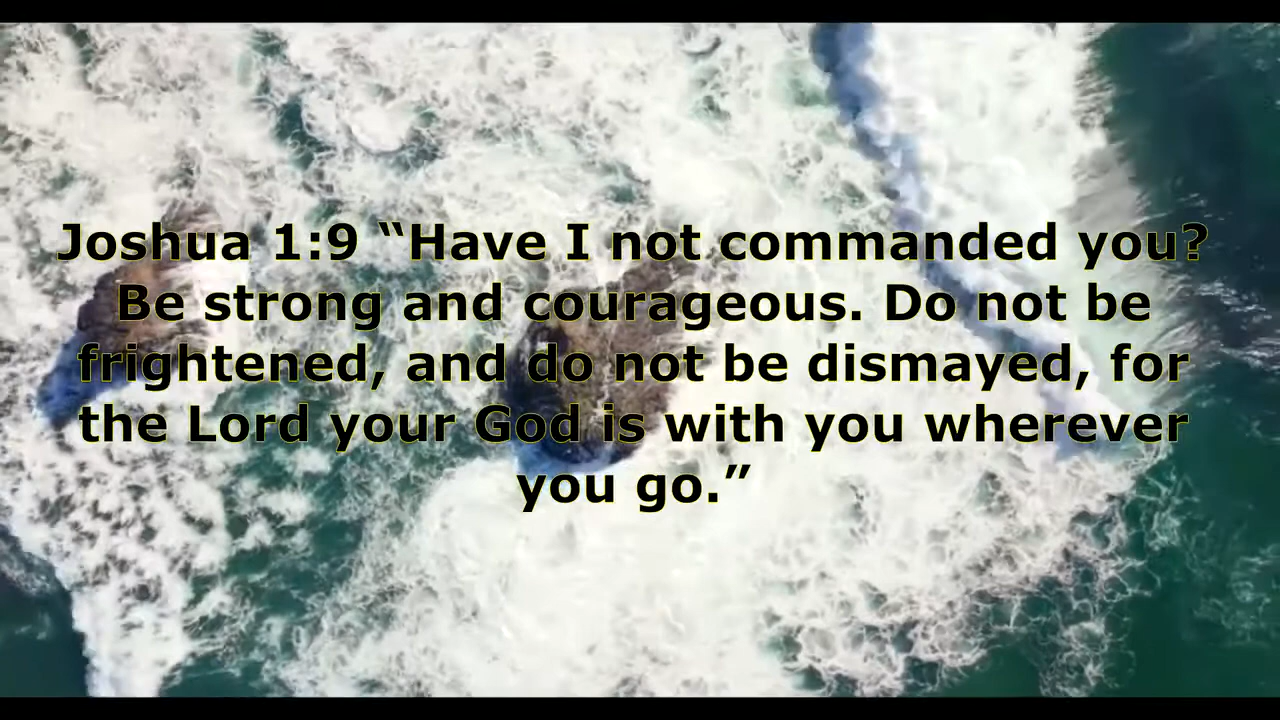 Joshua 1:9 “Have I not commanded you?
Be strong and courageous. Do not be
frightened, and do not be dismayed, for
the Lord your God is with you wherever
you go.”